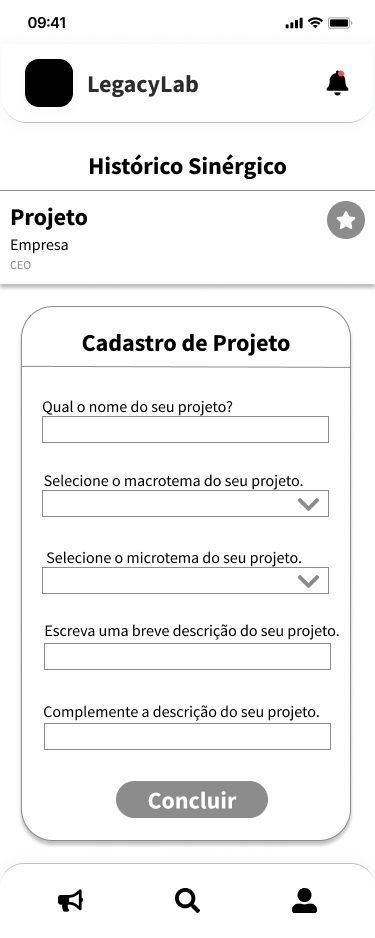 09:41
LegacyLab
Histórico Sinérgico
Projeto
Empresa
CEO
Cadastro de Projeto
Qual o nome do seu projeto?
Selecione o macrotema do seu projeto.
Selecione o microtema do seu projeto.
Escreva uma breve descrição do seu projeto.
Complemente a descrição do seu projeto.
Concluir